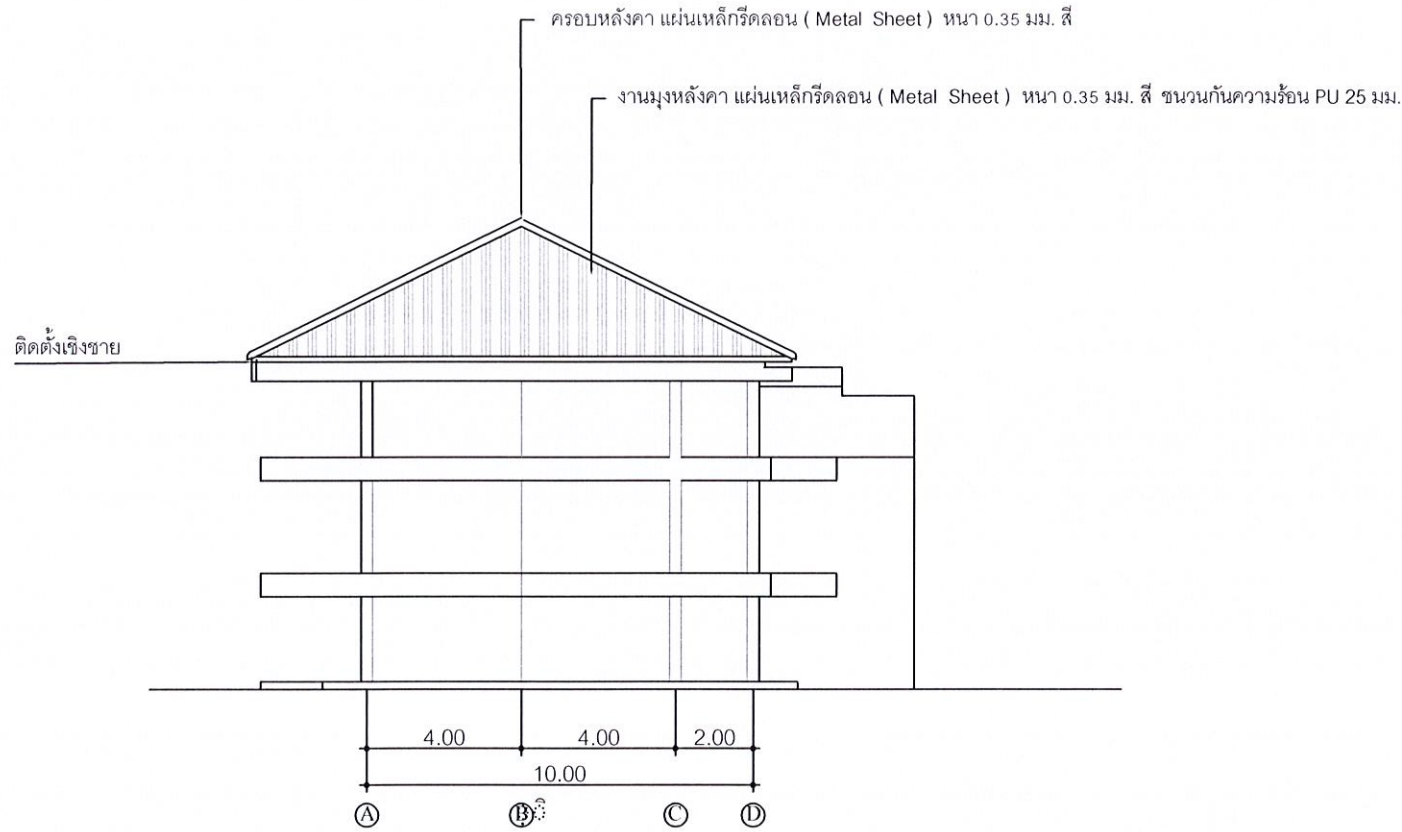 ครอบหลังคา แผ่นเหล็กรีดลอน ( Metal Sheet ) หนา 0.35 มม. สี
งานมุงหลังคา แผ่นเหล็กรีดลอน ( Metal Sheet ) หนา 0.35 มม. สี ชนวนกันความร้อน PU 25 มม.
ติดตั้งเชิงชาย
4.00 4.00 2.00
10.00
A B C D